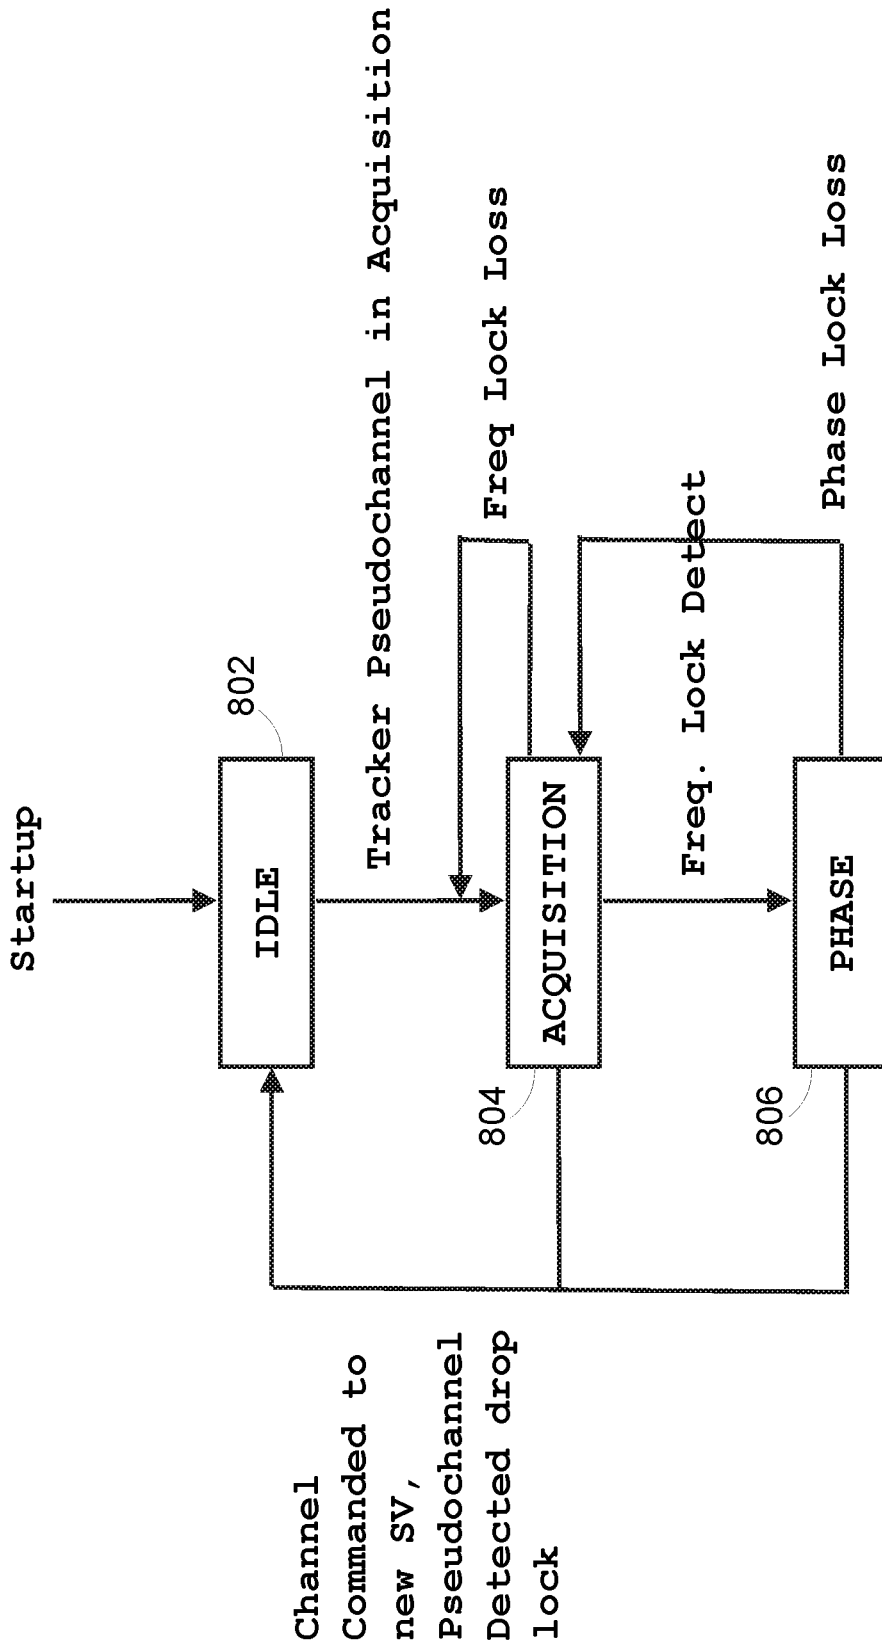 Startup
802
IDLE
Tracker Pseudochannel in Acquisition
Freq Lock Loss
804
ACQUISITION
Freq. Lock Detect
806
PHASE
Phase Lock Loss
Channel
Commanded to
new SV,
Pseudochannel
Detected drop
lock